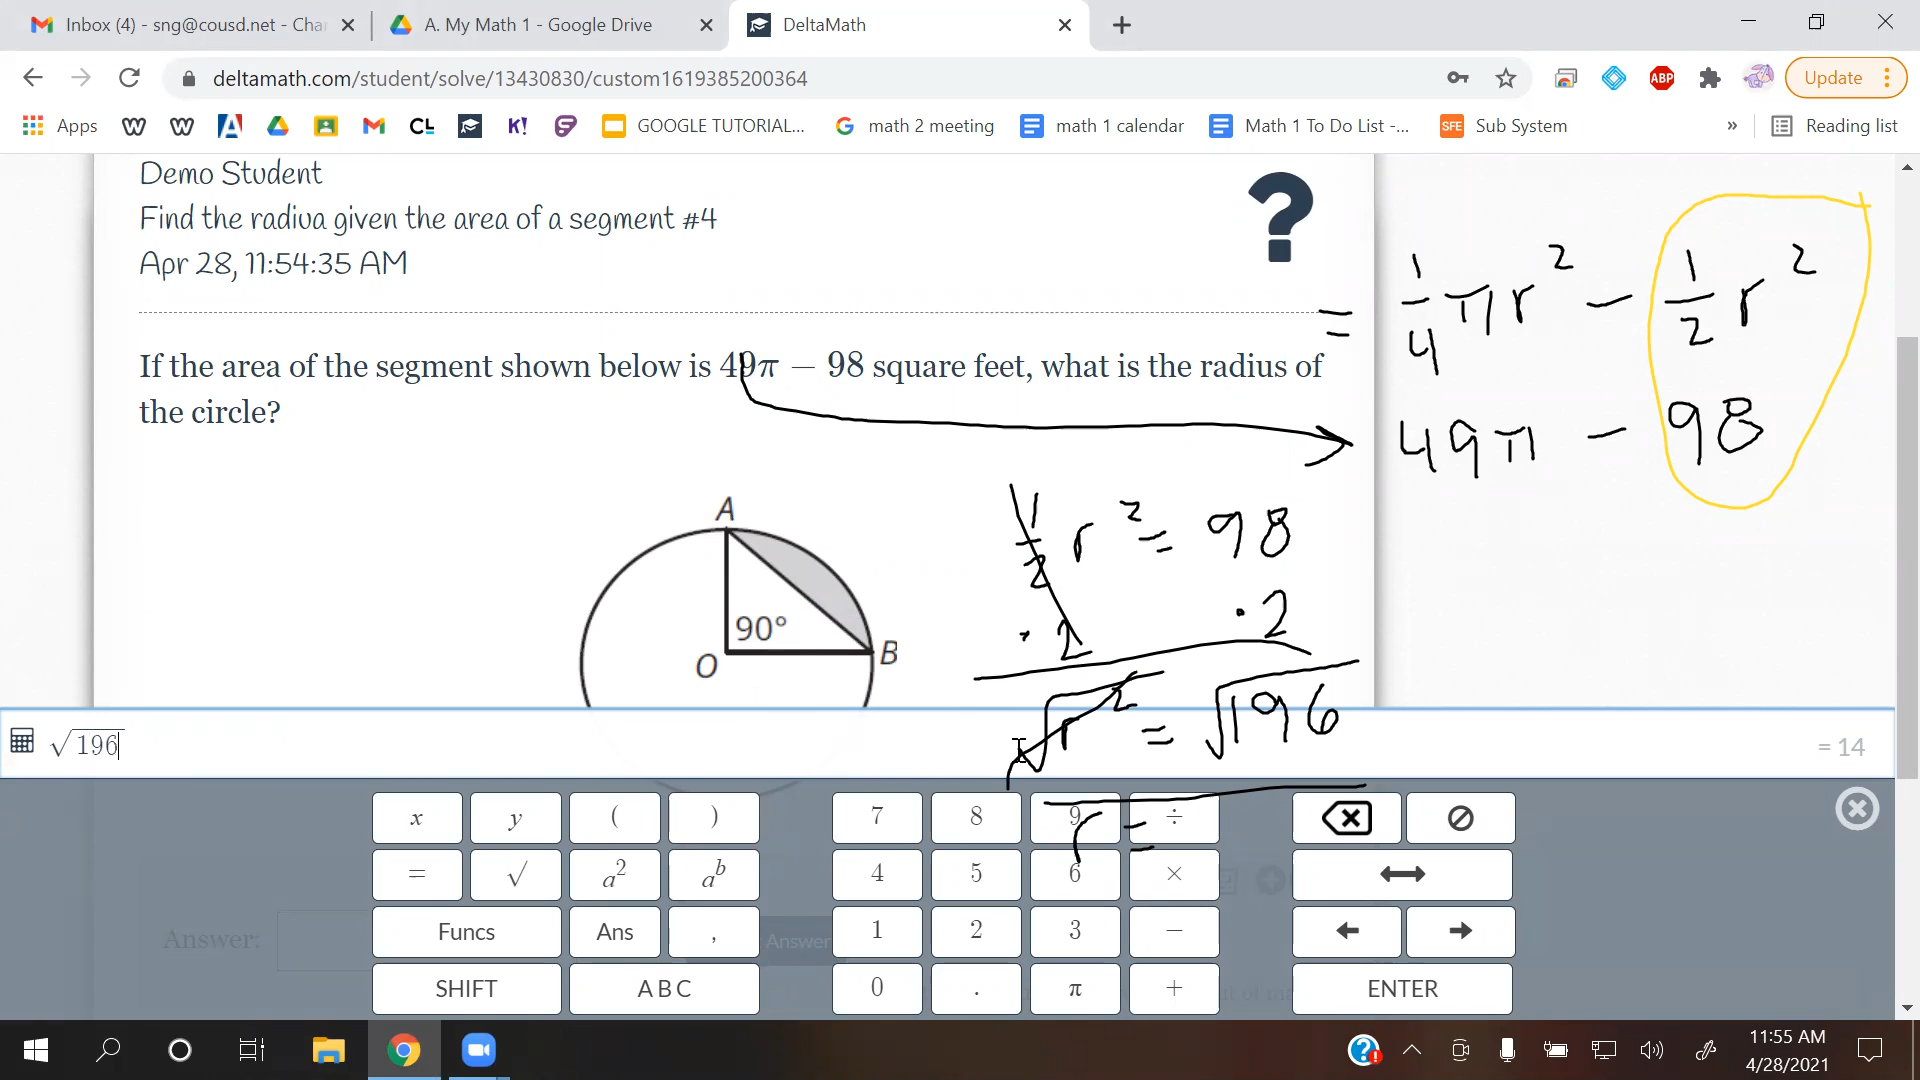 Inbox (4) - sng@cousd.net - Cha
A. My Math 1 - Google Drive
DeltaMath
deltamath.com/student/solve/13430830/custom1619385200364
ABP
Update
Apps
CL
K!
GOOGLE TUTORIAL...
math 2 meeting
math 1 calendar
Math 1 To Do List -...
SFE
Sub System
»
Reading list
Demo Student
Find the radiua given the area of a segment #4
Apr 28, 11:54:35 AM
?
= 1/4 πr² − 1/2 r²
If the area of the segment shown below is 49π − 98 square feet, what is the radius of
the circle?
49π − 98
A
90°
O
B
1/2 r² = 98
· 2 · 2
√r² = √196
r =
√196
= 14
x y ( )
7 8 9 ÷
= √ a² aᵇ
4 5 6 ×
Funcs Ans ,
1 2 3 −
SHIFT ABC
0 . π +
ENTER
Answer:
Answer
11:55 AM
4/28/2021